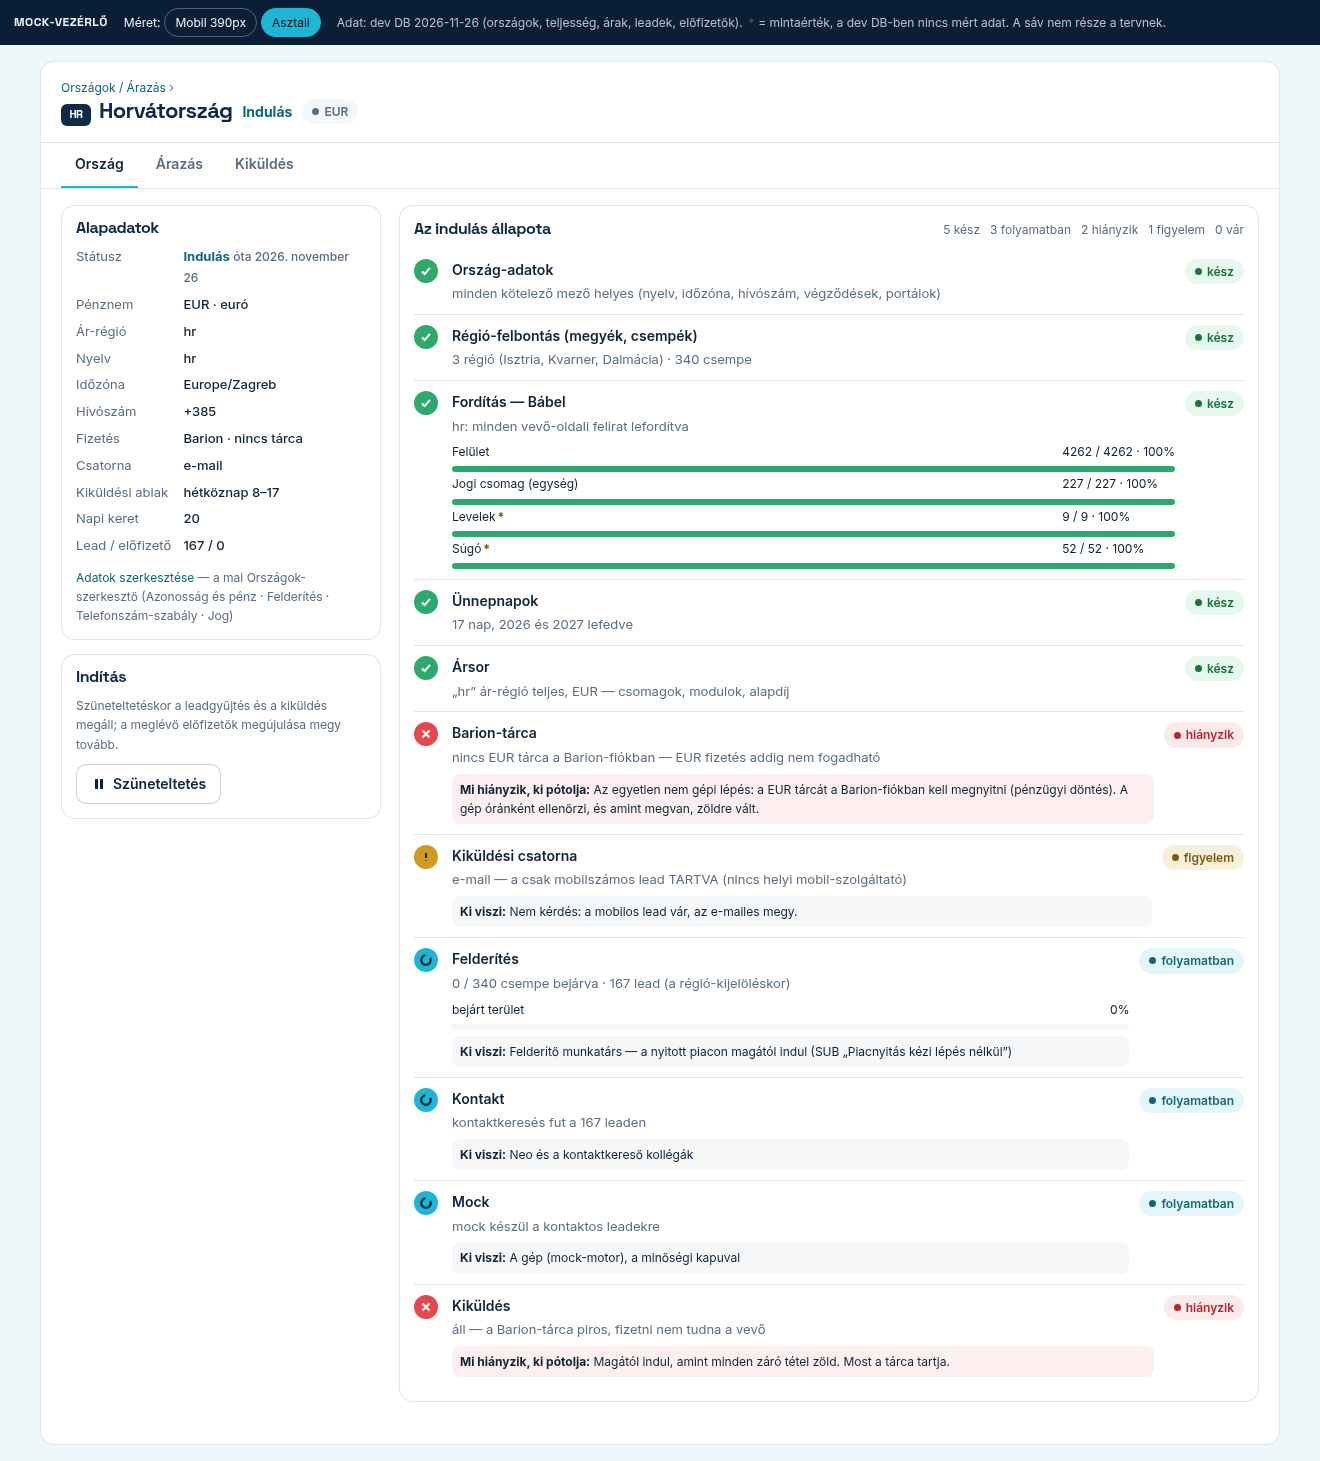 MOCK-VEZÉRLŐ Méret: Mobil 390px Asztali Adat: dev DB 2026-11-26 (országok, teljesség, árak, leadek, előfizetők). * = mintaérték, a dev DB-ben nincs mért adat. A sáv nem része a tervnek.
Országok / Árazás ›
HR Horvátország Indulás EUR
Ország Árazás Kiküldés
Alapadatok
Státusz Indulás óta 2026. november
26
Pénznem EUR · euró
Ár-régió hr
Nyelv hr
Időzóna Europe/Zagreb
Hívószám +385
Fizetés Barion · nincs tárca
Csatorna e-mail
Kiküldési ablak hétköznap 8–17
Napi keret 20
Lead / előfizető 167 / 0
Adatok szerkesztése — a mai Országok-
szerkesztő (Azonosság és pénz · Felderítés ·
Telefonszám-szabály · Jog)
Indítás
Szüneteltetéskor a leadgyűjtés és a kiküldés
megáll; a meglévő előfizetők megújulása megy
tovább.
Szüneteltetés
Az indulás állapota 5 kész 3 folyamatban 2 hiányzik 1 figyelem 0 vár
Ország-adatok kész
minden kötelező mező helyes (nyelv, időzóna, hívószám, végződések, portálok)
Régió-felbontás (megyék, csempék) kész
3 régió (Isztria, Kvarner, Dalmácia) · 340 csempe
Fordítás — Bábel kész
hr: minden vevő-oldali felirat lefordítva
Felület 4262 / 4262 · 100%
Jogi csomag (egység) 227 / 227 · 100%
Levelek * 9 / 9 · 100%
Súgó * 52 / 52 · 100%
Ünnepnapok kész
17 nap, 2026 és 2027 lefedve
Ársor kész
„hr” ár-régió teljes, EUR — csomagok, modulok, alapdíj
Barion-tárca hiányzik
nincs EUR tárca a Barion-fiókban — EUR fizetés addig nem fogadható
Mi hiányzik, ki pótolja: Az egyetlen nem gépi lépés: a EUR tárcát a Barion-fiókban kell megnyitni (pénzügyi döntés). A
gép óránként ellenőrzi, és amint megvan, zöldre vált.
Kiküldési csatorna figyelem
e-mail — a csak mobilszámos lead TARTVA (nincs helyi mobil-szolgáltató)
Ki viszi: Nem kérdés: a mobilos lead vár, az e-mailes megy.
Felderítés folyamatban
0 / 340 csempe bejárva · 167 lead (a régió-kijelöléskor)
bejárt terület 0%
Ki viszi: Felderítő munkatárs — a nyitott piacon magától indul (SUB „Piacnyitás kézi lépés nélkül”)
Kontakt folyamatban
kontaktkeresés fut a 167 leaden
Ki viszi: Neo és a kontaktkereső kollégák
Mock folyamatban
mock készül a kontaktos leadekre
Ki viszi: A gép (mock-motor), a minőségi kapuval
Kiküldés hiányzik
áll — a Barion-tárca piros, fizetni nem tudna a vevő
Mi hiányzik, ki pótolja: Magától indul, amint minden záró tétel zöld. Most a tárca tartja.